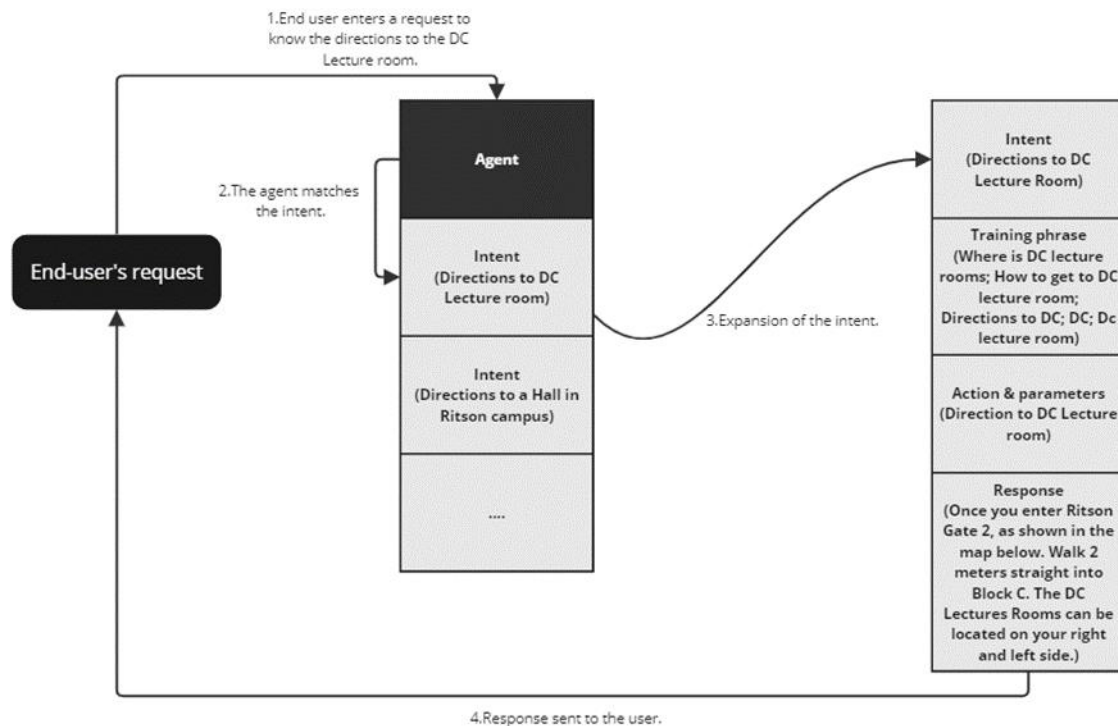 1.End user enters a request to
know the directions to the DC
Lecture room.
Agent
2.The agent matches
the intent.
End-user's request
Intent
(Directions to DC
Lecture room)
Intent
(Directions to a Hall in
Ritson campus)
....
3.Expansion of the intent.
Intent
(Directions to DC
Lecture Room)
Training phrase
(Where is DC lecture
rooms; How to get to DC
lecture room;
Directions to DC; DC; Dc
lecture room)
Action & parameters
(Direction to DC Lecture
room)
Response
(Once you enter Ritson
Gate 2, as shown in the
map below. Walk 2
meters straight into
Block C. The DC
Lectures Rooms can be
located on your right
and left side.)
4.Response sent to the user.